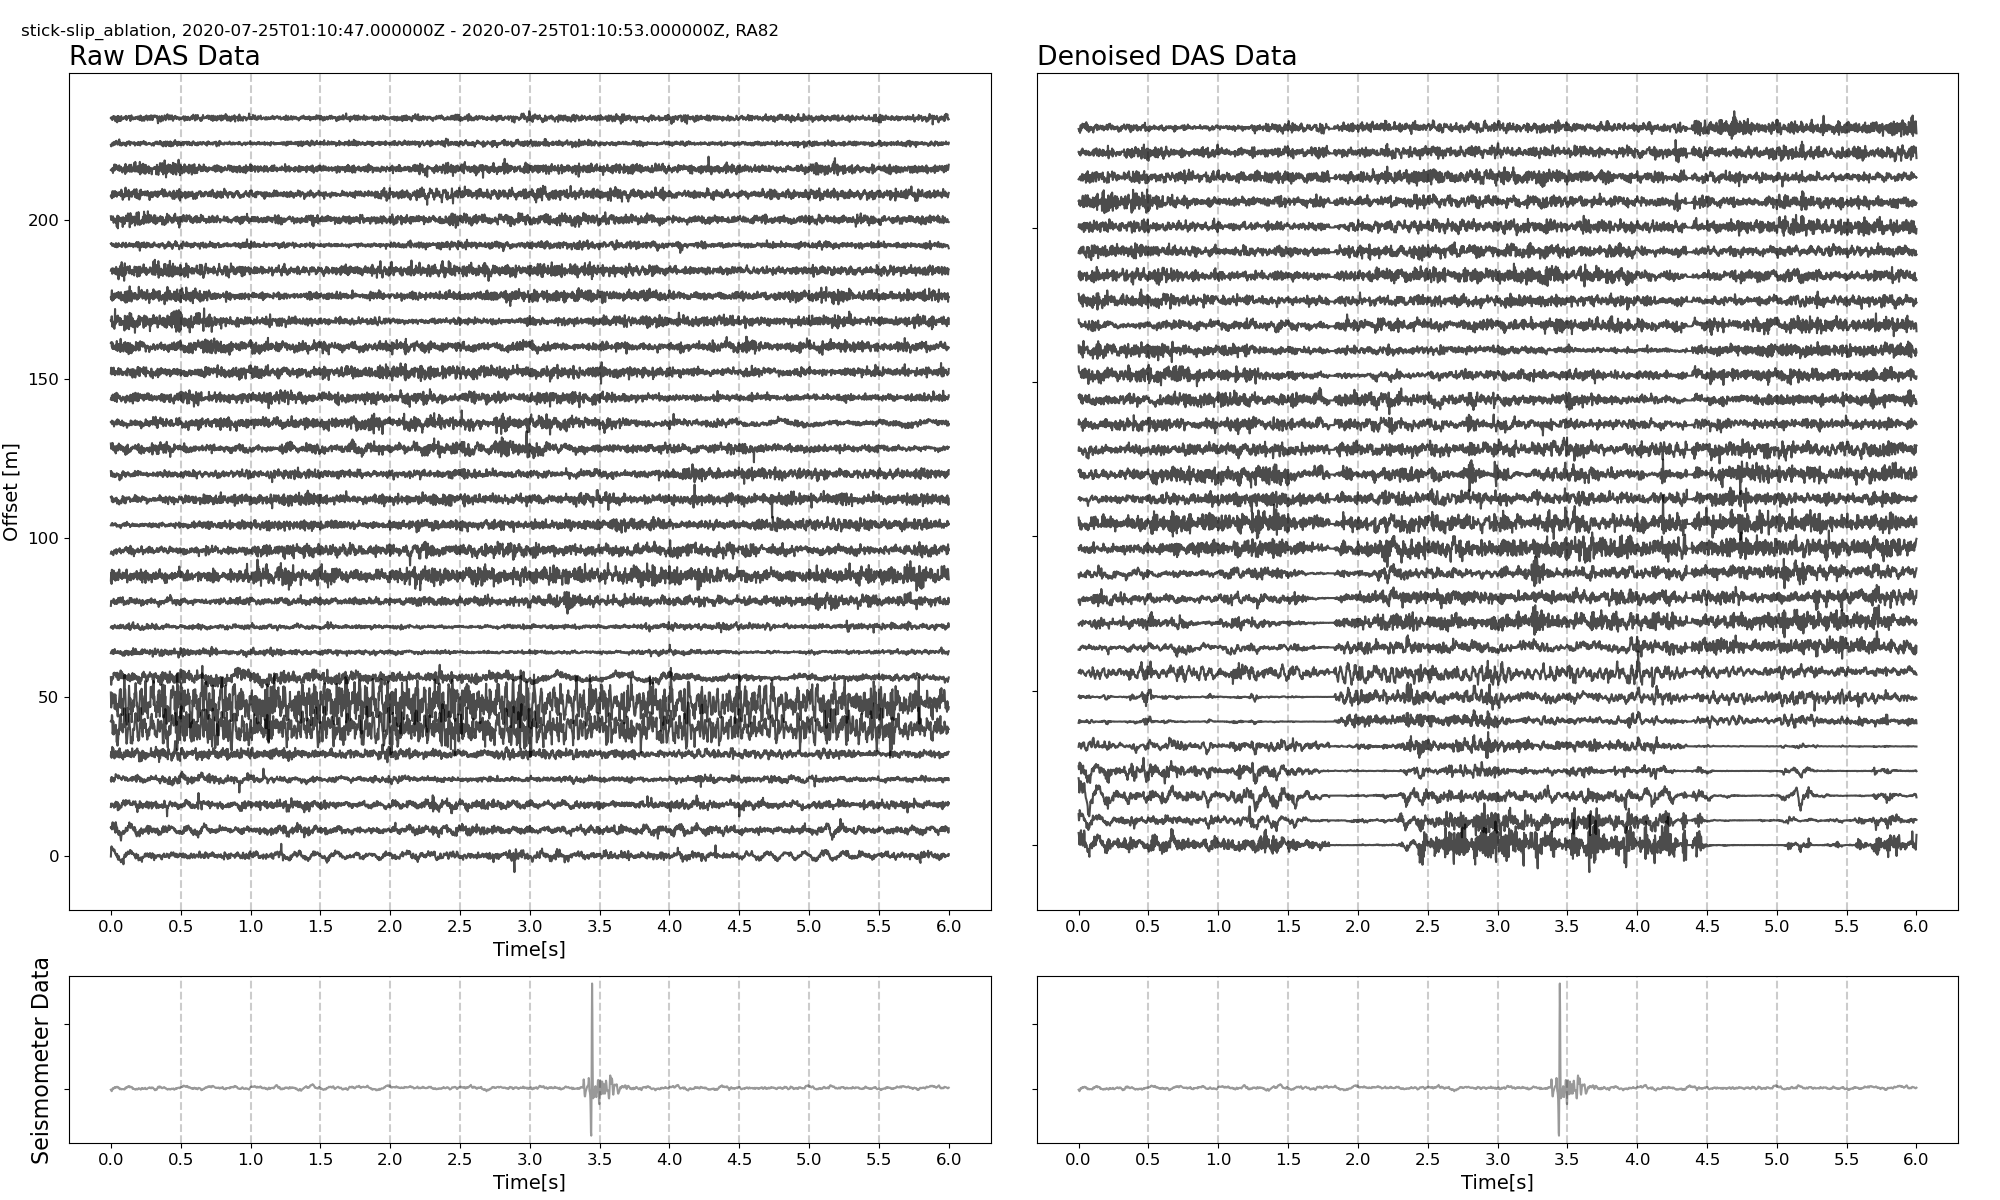 stick-slip_ablation, 2020-07-25T01:10:47.000000Z - 2020-07-25T01:10:53.000000Z, RA82
Raw DAS Data
Denoised DAS Data
Offset [m]
200
150
100
50
0
0.0 0.5 1.0 1.5 2.0 2.5 3.0 3.5 4.0 4.5 5.0 5.5 6.0
Time[s]
0.0 0.5 1.0 1.5 2.0 2.5 3.0 3.5 4.0 4.5 5.0 5.5 6.0
Seismometer Data
0.0 0.5 1.0 1.5 2.0 2.5 3.0 3.5 4.0 4.5 5.0 5.5 6.0
Time[s]
0.0 0.5 1.0 1.5 2.0 2.5 3.0 3.5 4.0 4.5 5.0 5.5 6.0
Time[s]